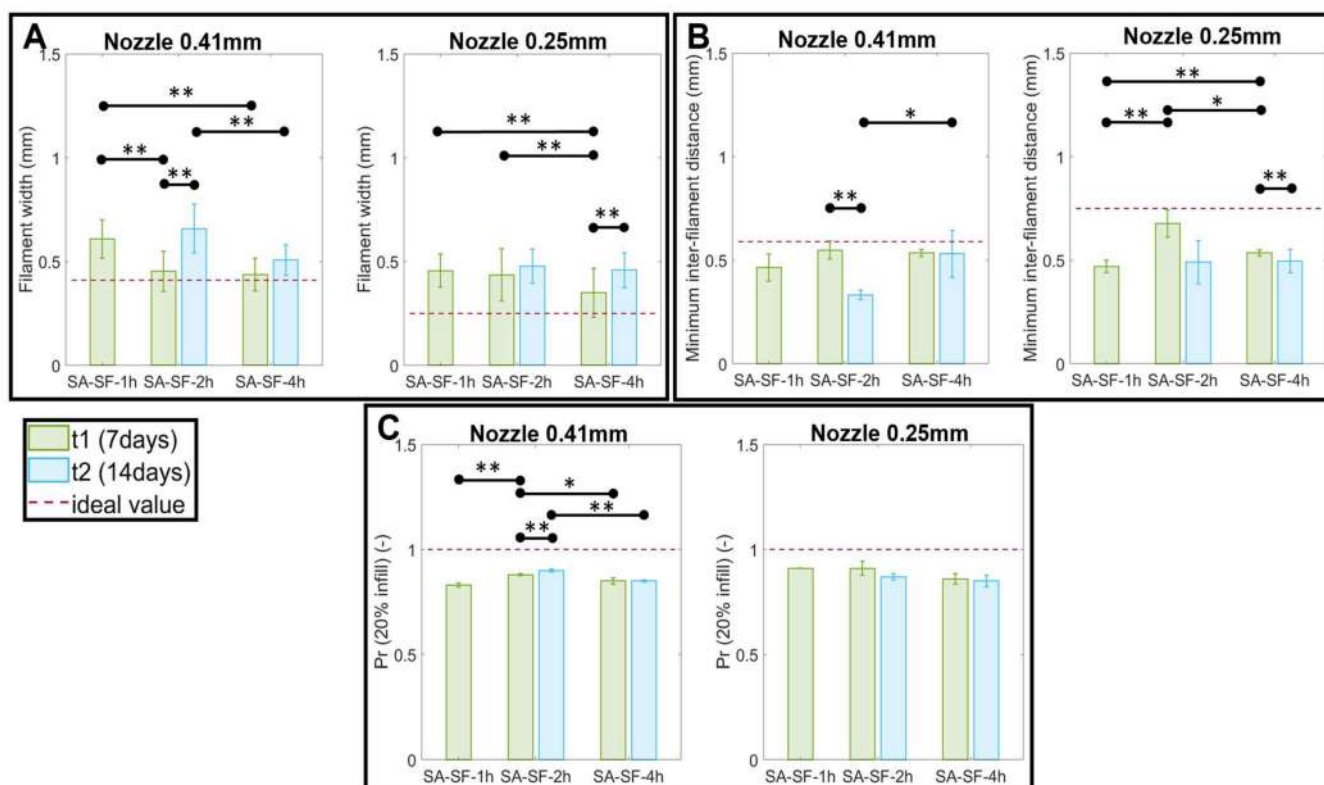 A
Nozzle 0.41mm
Filament width (mm)
1.5
1
0.5
0
**
**
**
**
SA-SF-1h SA-SF-2h SA-SF-4h
Nozzle 0.25mm
Filament width (mm)
1.5
1
0.5
0
**
**
**
SA-SF-1h SA-SF-2h SA-SF-4h
B
Nozzle 0.41mm
Minimum inter-filament distance (mm)
1.5
1
0.5
0
*
**
SA-SF-1h SA-SF-2h SA-SF-4h
Nozzle 0.25mm
Minimum inter-filament distance (mm)
1.5
1
0.5
0
**
*
**
**
SA-SF-1h SA-SF-2h SA-SF-4h
t1 (7days)
t2 (14days)
ideal value
C
Nozzle 0.41mm
Pr (20% infill) (-)
1.5
1
0.5
0
**
*
**
**
SA-SF-1h SA-SF-2h SA-SF-4h
Nozzle 0.25mm
Pr (20% infill) (-)
1.5
1
0.5
0
SA-SF-1h SA-SF-2h SA-SF-4h